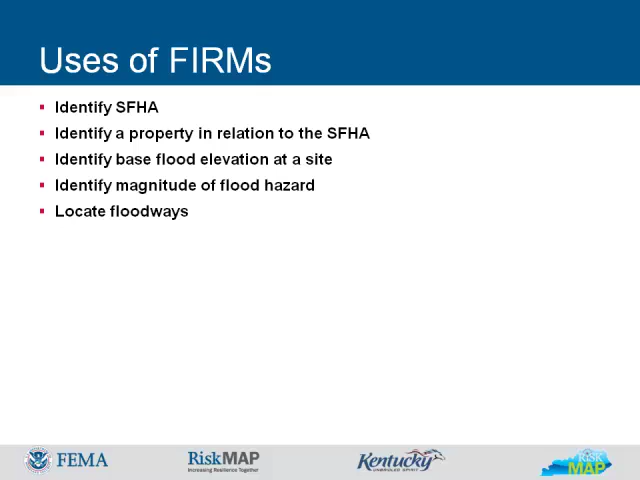 Uses of FIRMs
Identify SFHA
Identify a property in relation to the SFHA
Identify base flood elevation at a site
Identify magnitude of flood hazard
Locate floodways
FEMA
RiskMAP
Increasing Resilience Together
Kentucky
UNBRIDLED SPIRIT
RISK
MAP